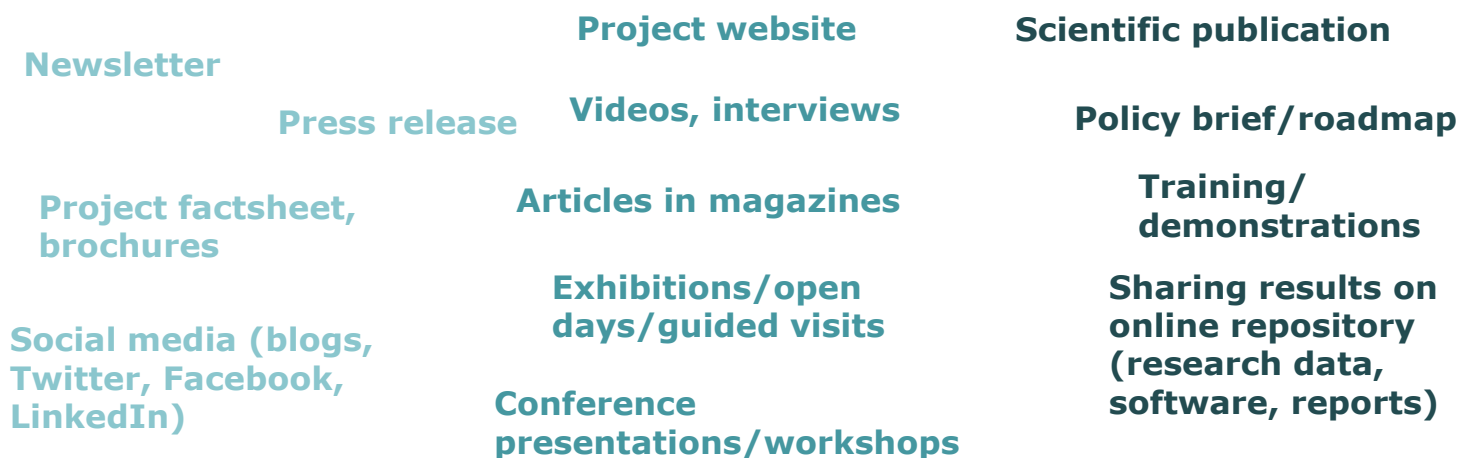 Newsletter
Press release
Project factsheet,
brochures
Social media (blogs,
Twitter, Facebook,
LinkedIn)
Project website
Videos, interviews
Articles in magazines
Exhibitions/open
days/guided visits
Conference
presentations/workshops
Scientific publication
Policy brief/roadmap
Training/
demonstrations
Sharing results on
online repository
(research data,
software, reports)